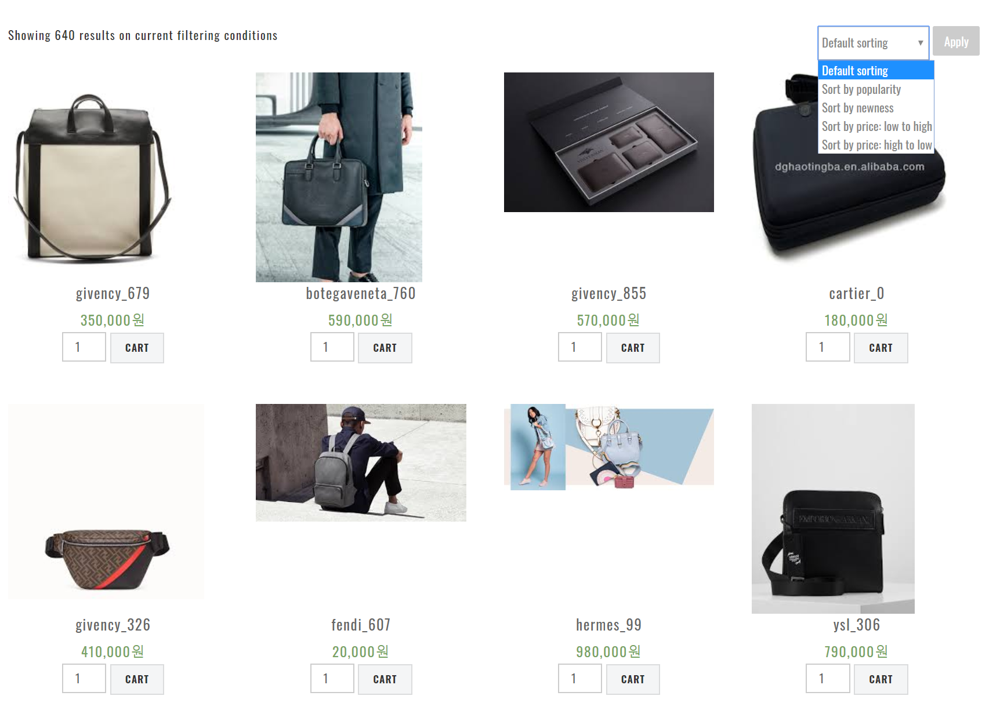 Showing 640 results on current filtering conditions
Default sorting
Apply
Default sorting
Sort by popularity
Sort by newness
Sort by price: low to high
Sort by price: high to low
dghaotingba.en.alibaba.com
givency_679
botegaveneta_760
givency_855
cartier_0
350,000원
590,000원
570,000원
180,000원
1 CART
1 CART
1 CART
1 CART
givency_326
fendi_607
hermes_99
ysl_306
410,000원
20,000원
980,000원
790,000원
1 CART
1 CART
1 CART
1 CART